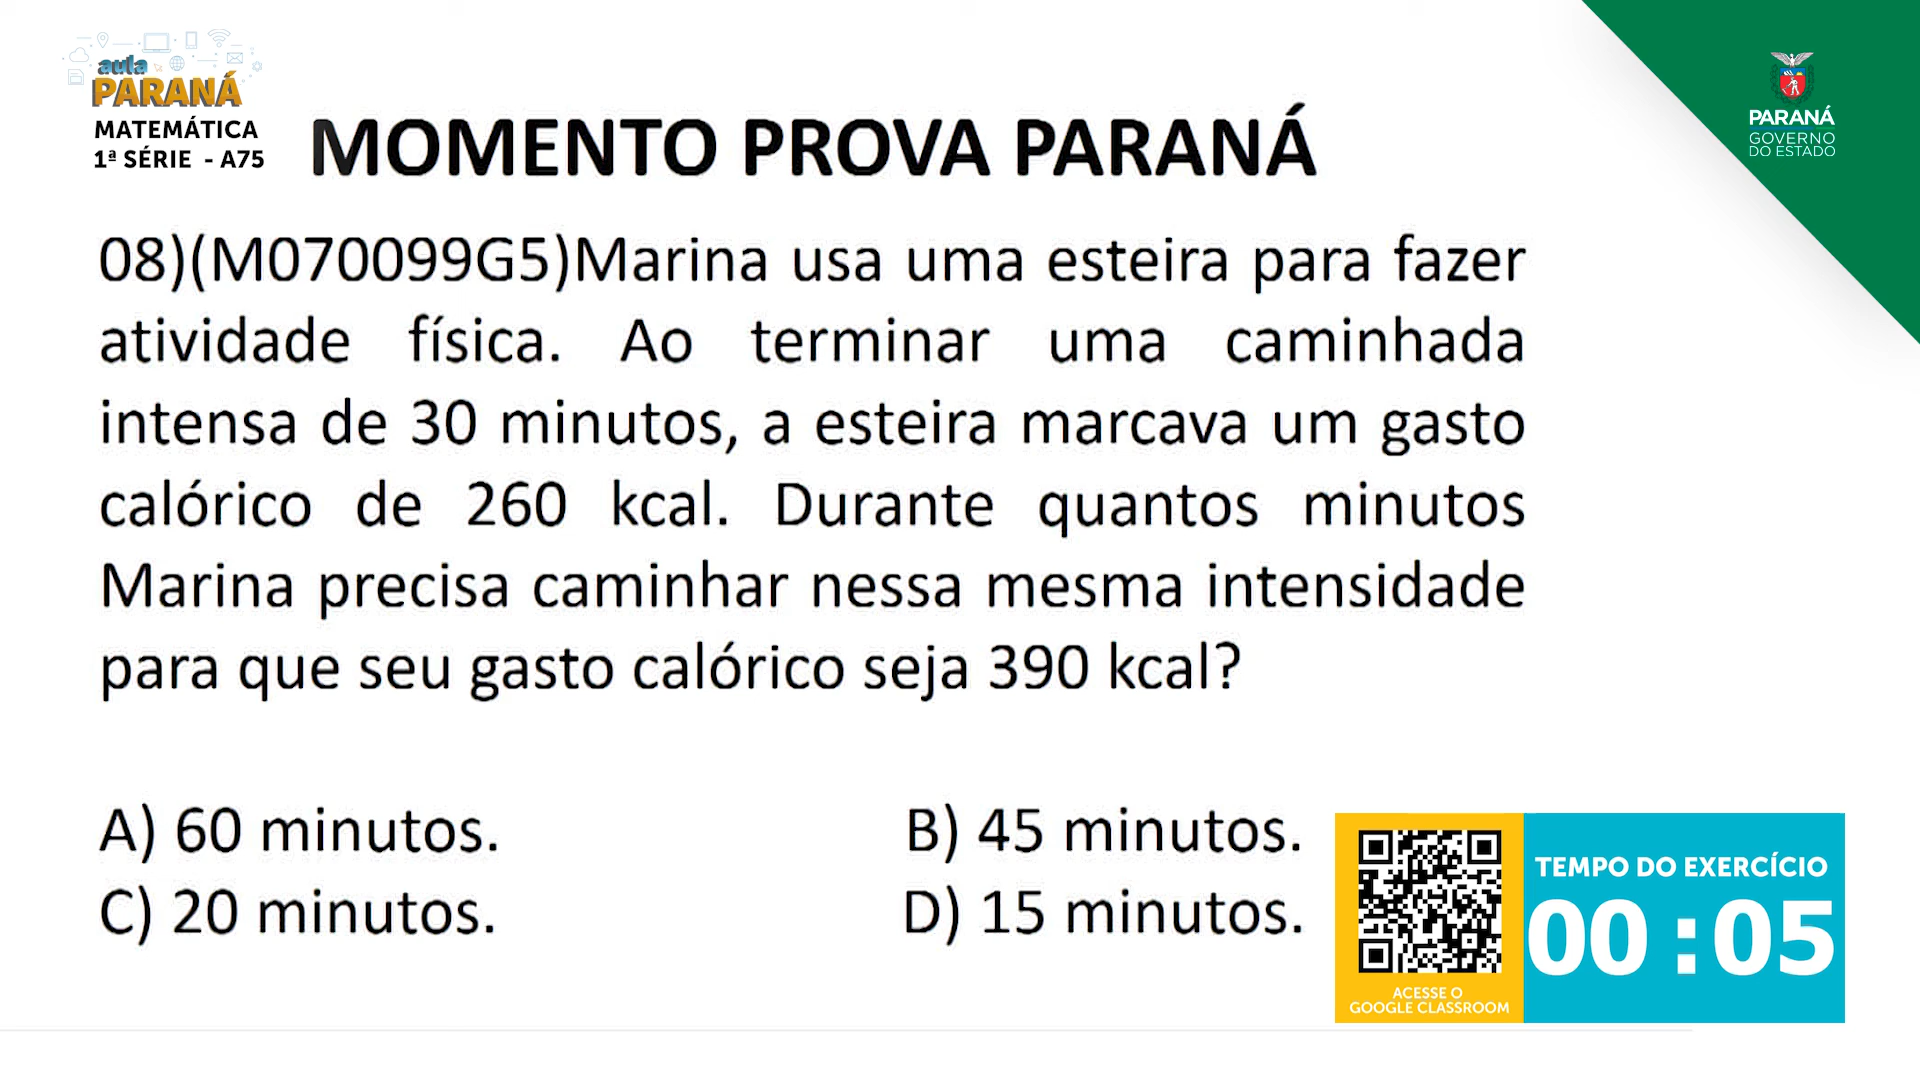 aula
PARANÁ
MATEMÁTICA
1ª SÉRIE - A75
MOMENTO PROVA PARANÁ
PARANÁ
GOVERNO
DO ESTADO
08)(M070099G5)Marina usa uma esteira para fazer
atividade física. Ao terminar uma caminhada
intensa de 30 minutos, a esteira marcava um gasto
calórico de 260 kcal. Durante quantos minutos
Marina precisa caminhar nessa mesma intensidade
para que seu gasto calórico seja 390 kcal?
A) 60 minutos. B) 45 minutos.
C) 20 minutos. D) 15 minutos.
ACESSE O
GOOGLE CLASSROOM
TEMPO DO EXERCÍCIO
00:05